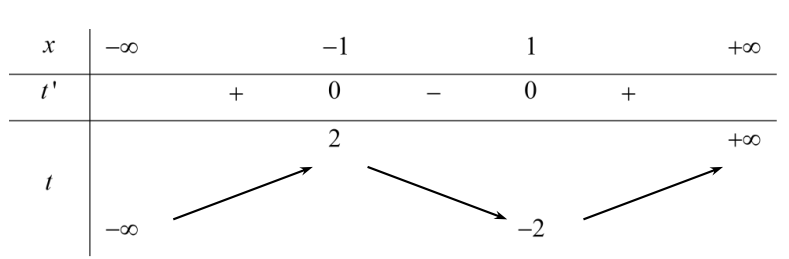 x −∞ −1 1 +∞
t' + 0 − 0 +
2 +∞
t
−∞ −2